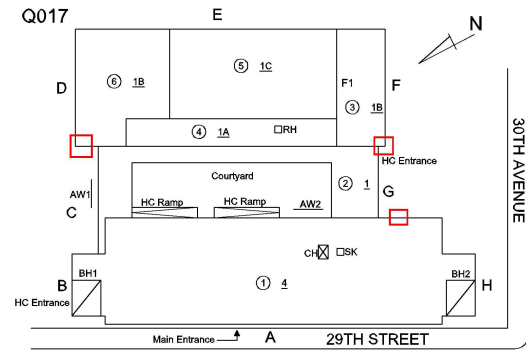 Q017
E
N
D
6 1B
5 1C
F1
3 1B
F
4 1A
RH
HC Entrance
30TH AVENUE
Courtyard
2 1
G
AW1
C
HC Ramp
HC Ramp
AW2
CH
SK
B
BH1
1 4
BH2
H
HC Entrance
Main Entrance
A
29TH STREET